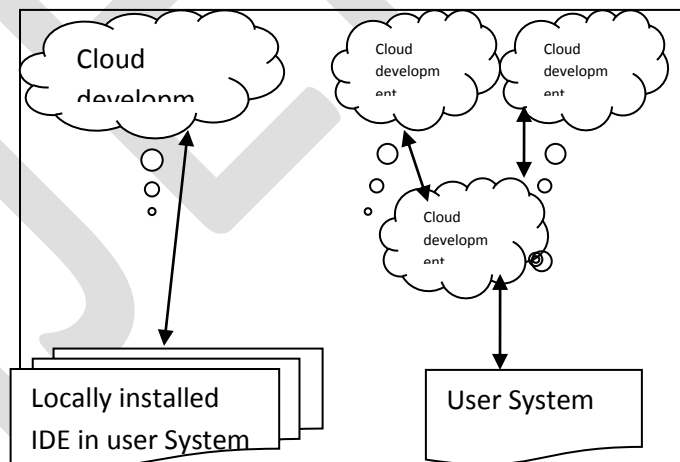 Cloud
developm
Cloud
developm
ent
Cloud
developm
ent
Cloud
developm
ent
Locally installed
IDE in user System
User System